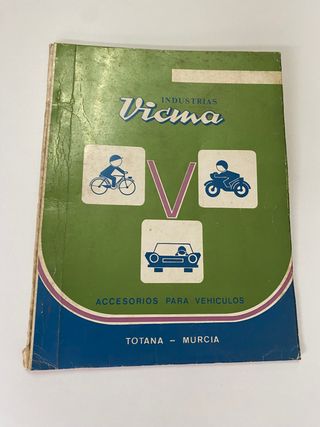 INDUSTRIAS
Vicma
V
ACCESORIOS PARA VEHICULOS
TOTANA - MURCIA